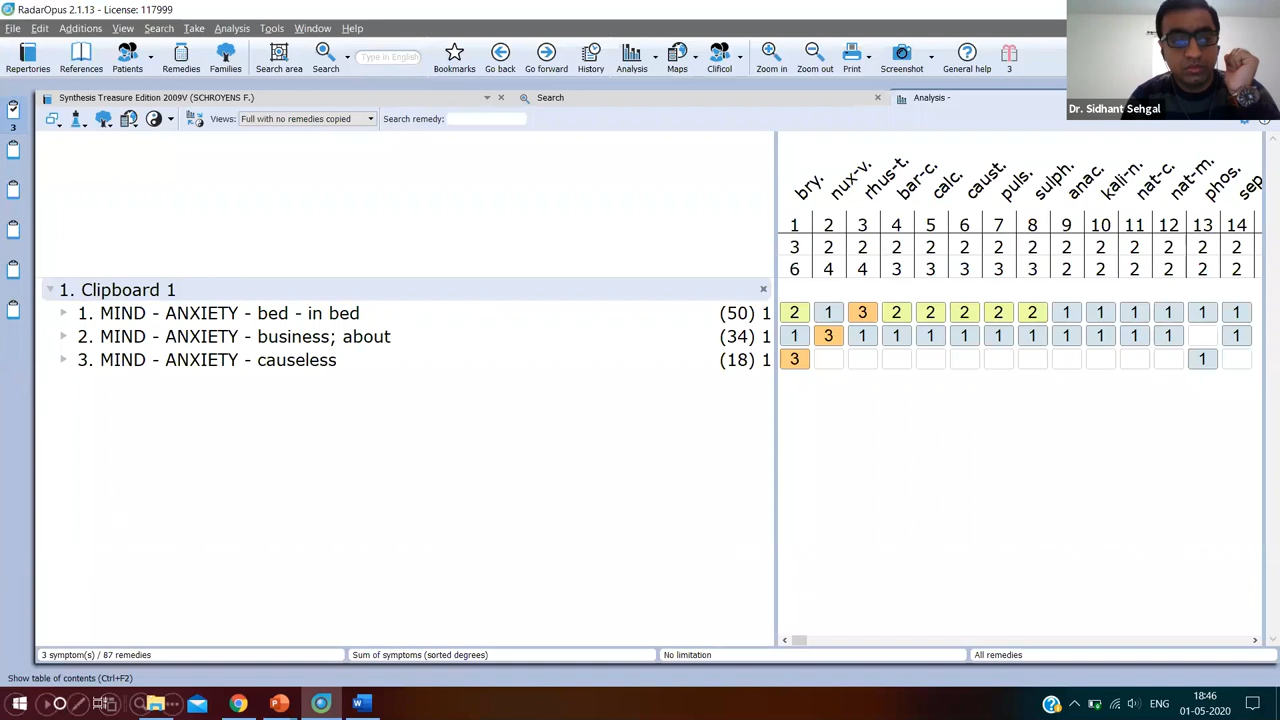 RadarOpus 2.1.13 - License: 117999
File Edit Additions View Search Take Analysis Tools Window Help
Repertories References Patients Remedies Families Search area Search Type in English Bookmarks Go back Go forward History Analysis Maps Clificol Zoom in Zoom out Print Screenshot General help 3
Dr. Sidhant Sehgal
Synthesis Treasure Edition 2009V (SCHROYENS F.) Search Analysis -
3
Views: Full with no remedies copied Search remedy:
bry. nux-v. rhus-t. bar-c. calc. caust. puls. sulph. anac. kali-n. nat-c. nat-m. phos. sep
1 2 3 4 5 6 7 8 9 10 11 12 13 14
3 2 2 2 2 2 2 2 2 2 2 2 2 2
6 4 4 3 3 3 3 3 2 2 2 2 2 2
1. Clipboard 1
1. MIND - ANXIETY - bed - in bed (50) 1 2 1 3 2 2 2 2 2 1 1 1 1 1 1
2. MIND - ANXIETY - business; about (34) 1 1 3 1 1 1 1 1 1 1 1 1 1 1
3. MIND - ANXIETY - causeless (18) 1 3 1
3 symptom(s) / 87 remedies Sum of symptoms (sorted degrees) No limitation All remedies
Show table of contents (Ctrl+F2)
ENG 18:46
01-05-2020